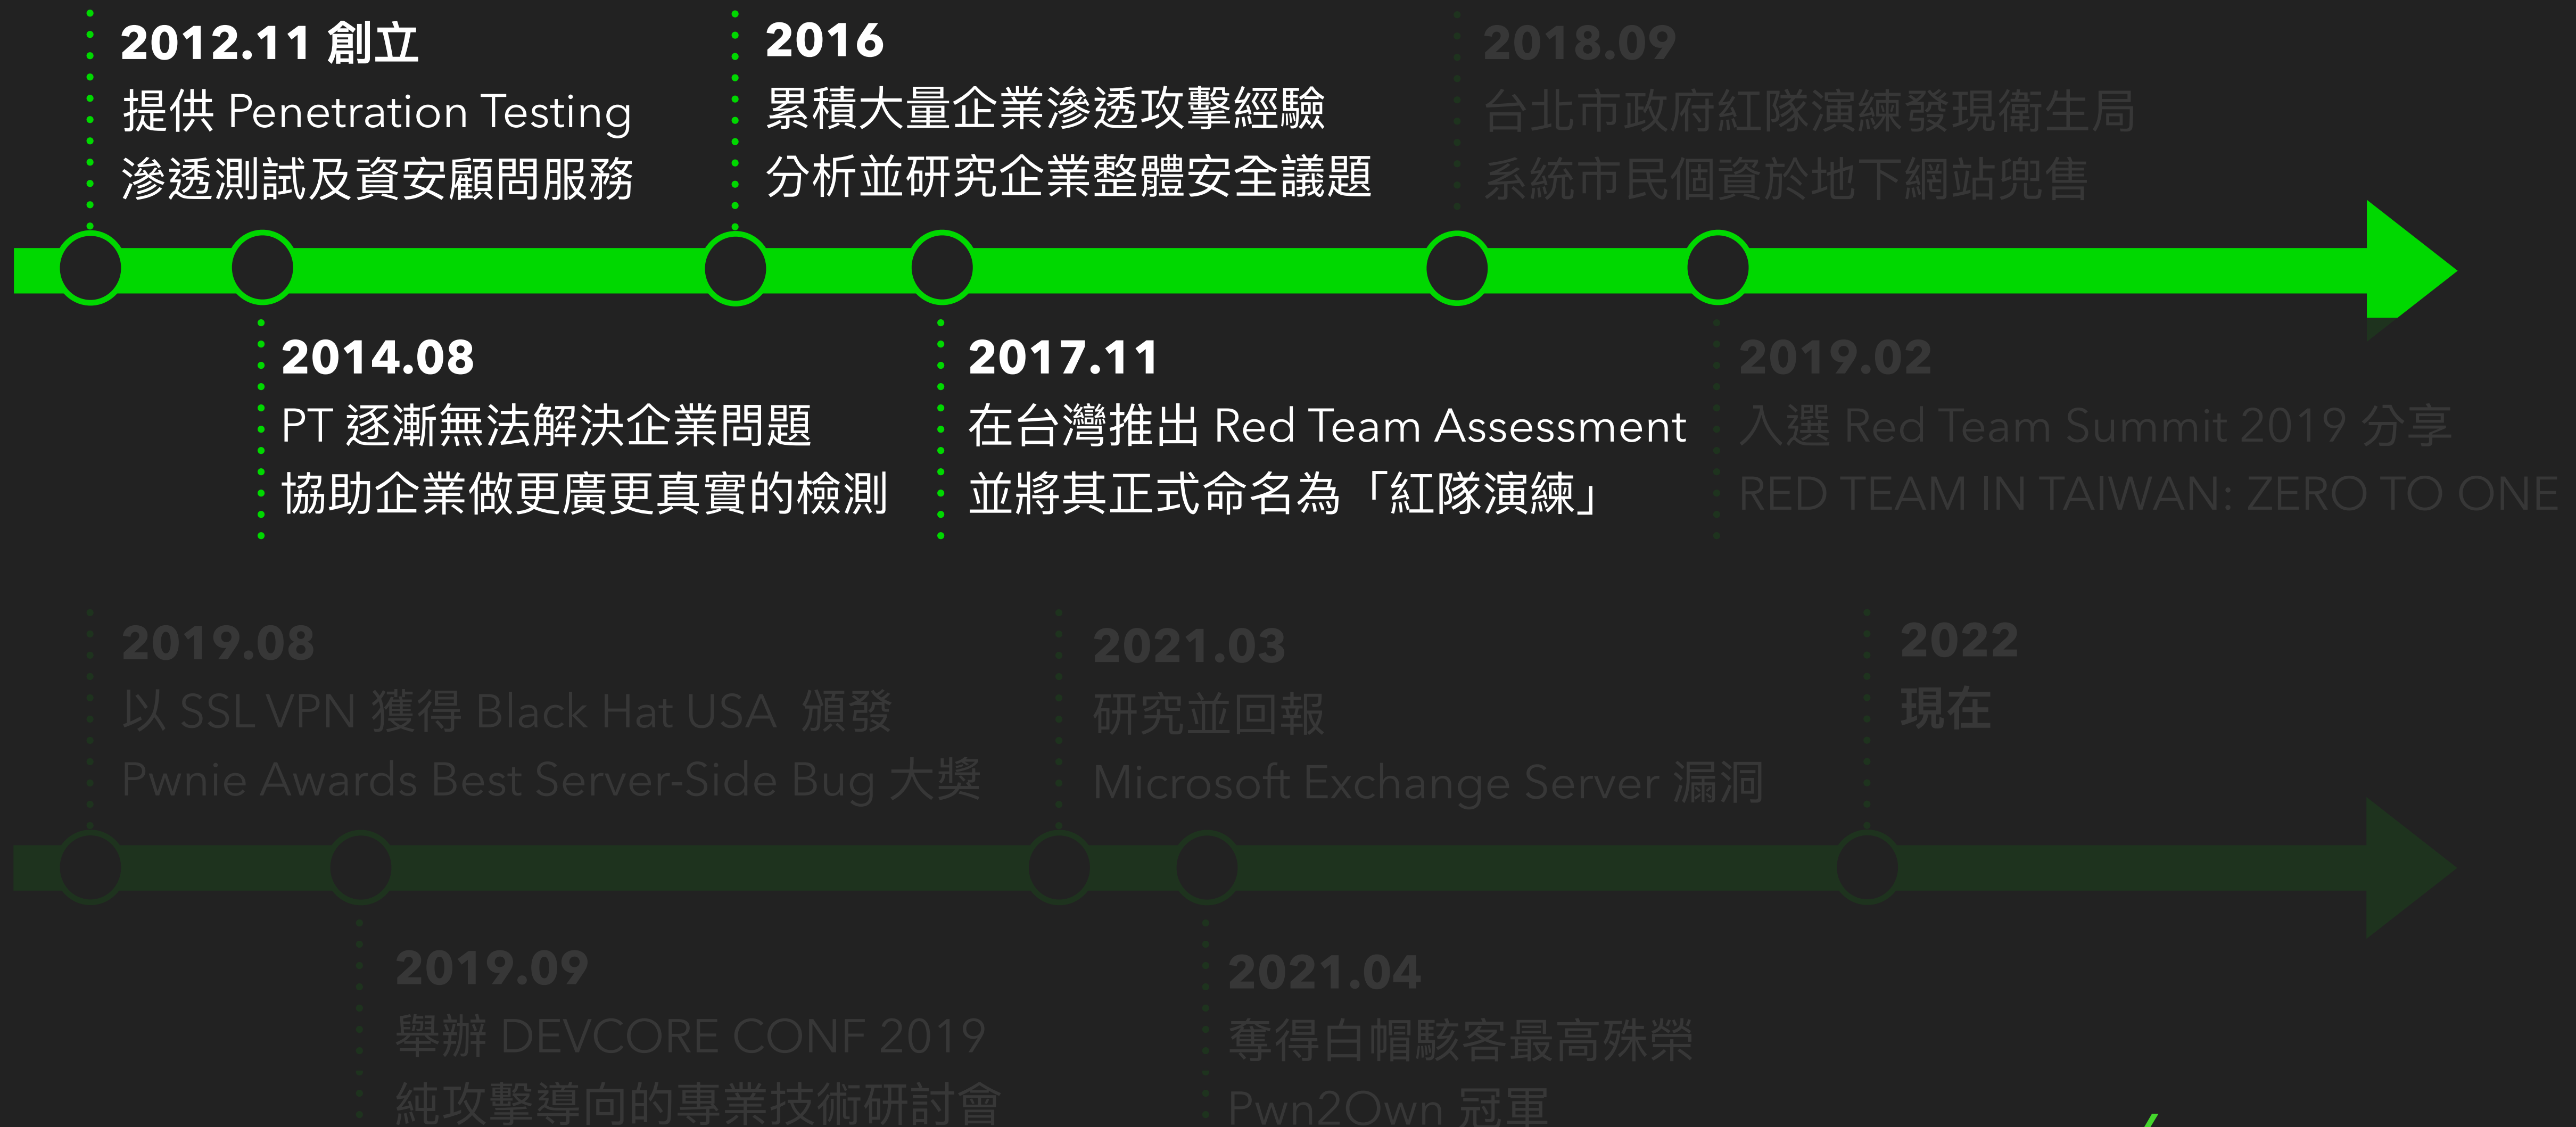 2012.11 創立
提供 Penetration Testing
滲透測試及資安顧問服務
2016
累積大量企業滲透攻擊經驗
分析並研究企業整體安全議題
2018.09
台北市政府紅隊演練發現衛生局
系統市民個資於地下網站兜售
2014.08
PT 逐漸無法解決企業問題
協助企業做更廣更真實的檢測
2017.11
在台灣推出 Red Team Assessment
並將其正式命名為「紅隊演練」
2019.02
入選 Red Team Summit 2019 分享
RED TEAM IN TAIWAN: ZERO TO ONE
2019.08
以 SSL VPN 獲得 Black Hat USA 頒發
Pwnie Awards Best Server-Side Bug 大獎
2021.03
研究並回報
Microsoft Exchange Server 漏洞
2022
現在
2019.09
舉辦 DEVCORE CONF 2019
純攻擊導向的專業技術研討會
2021.04
奪得白帽駭客最高殊榮
Pwn2Own 冠軍